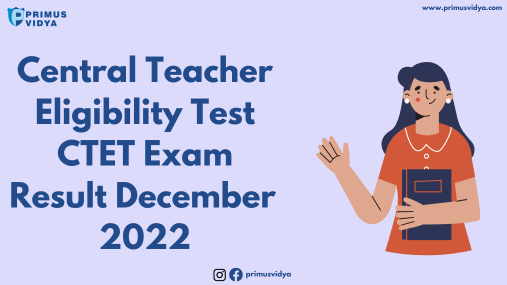 PRIMUS
VIDYA
www.primusvidya.com
Central Teacher
Eligibility Test
CTET Exam
Result December
2022
primusvidya